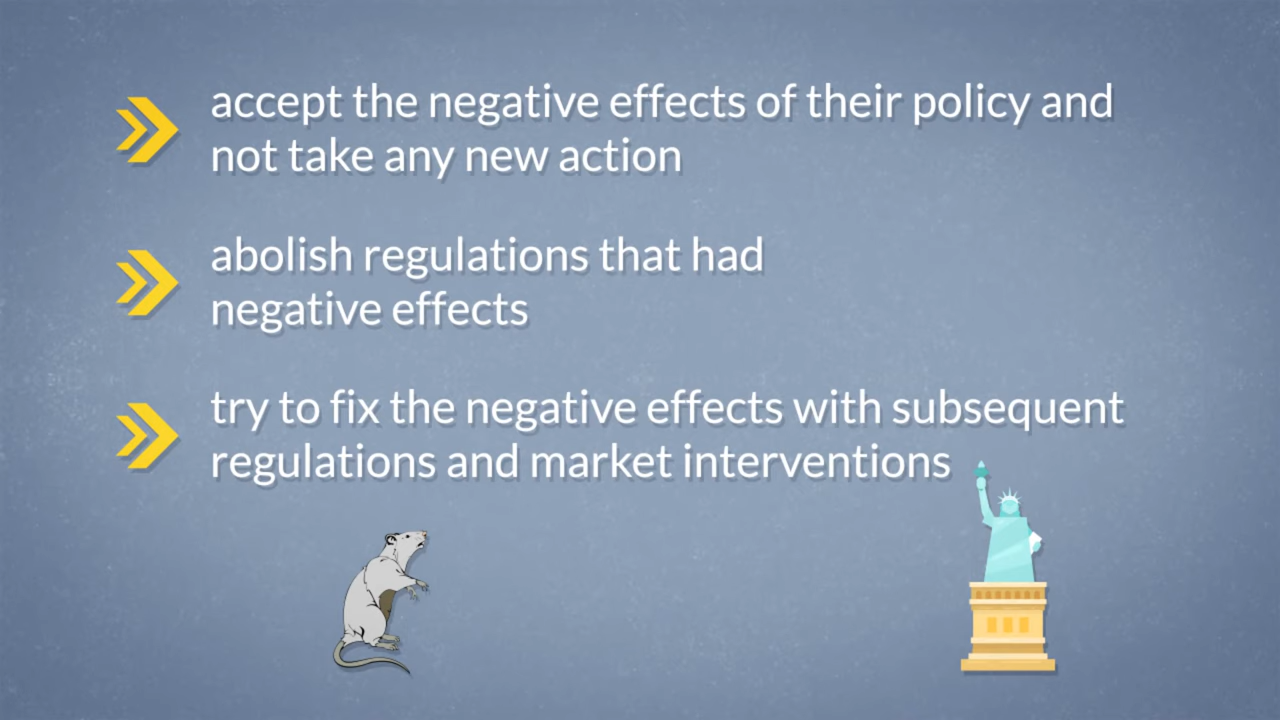 accept the negative effects of their policy and
not take any new action
abolish regulations that had
negative effects
try to fix the negative effects with subsequent
regulations and market interventions